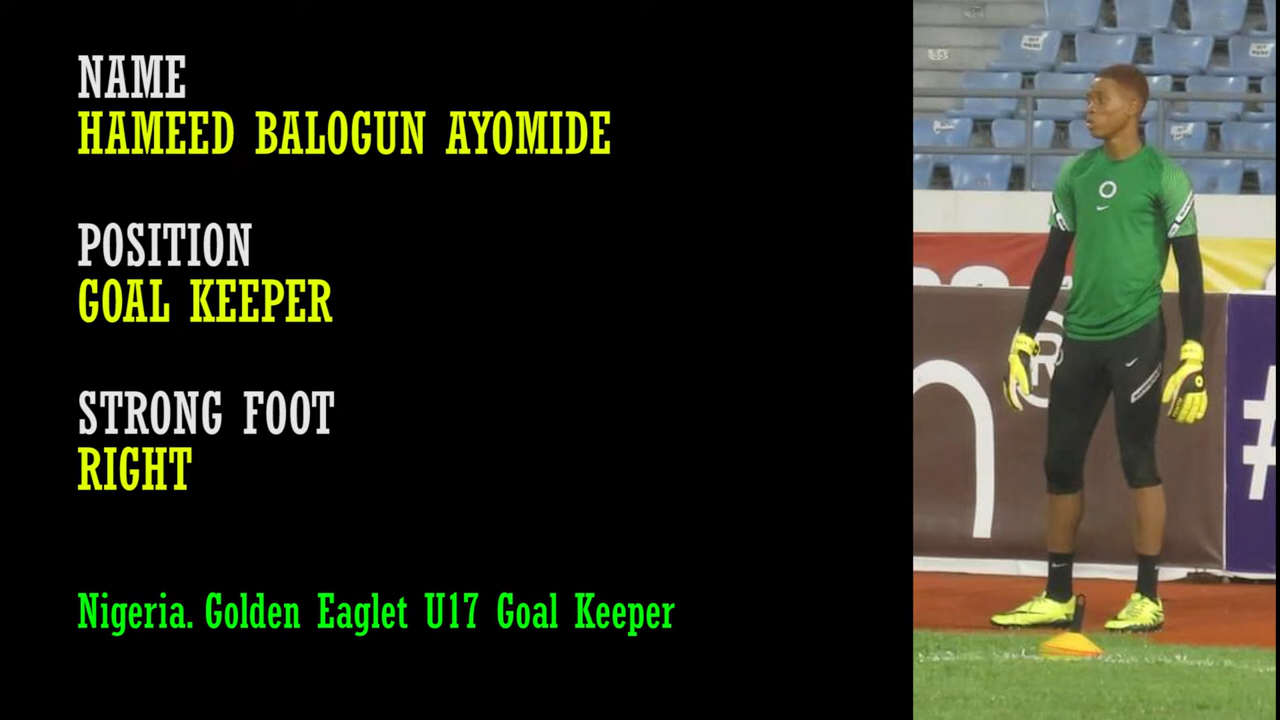 NAME
HAMEED BALOGUN AYOMIDE
POSITION
GOAL KEEPER
STRONG FOOT
RIGHT
Nigeria. Golden Eaglet U17 Goal Keeper
®
#